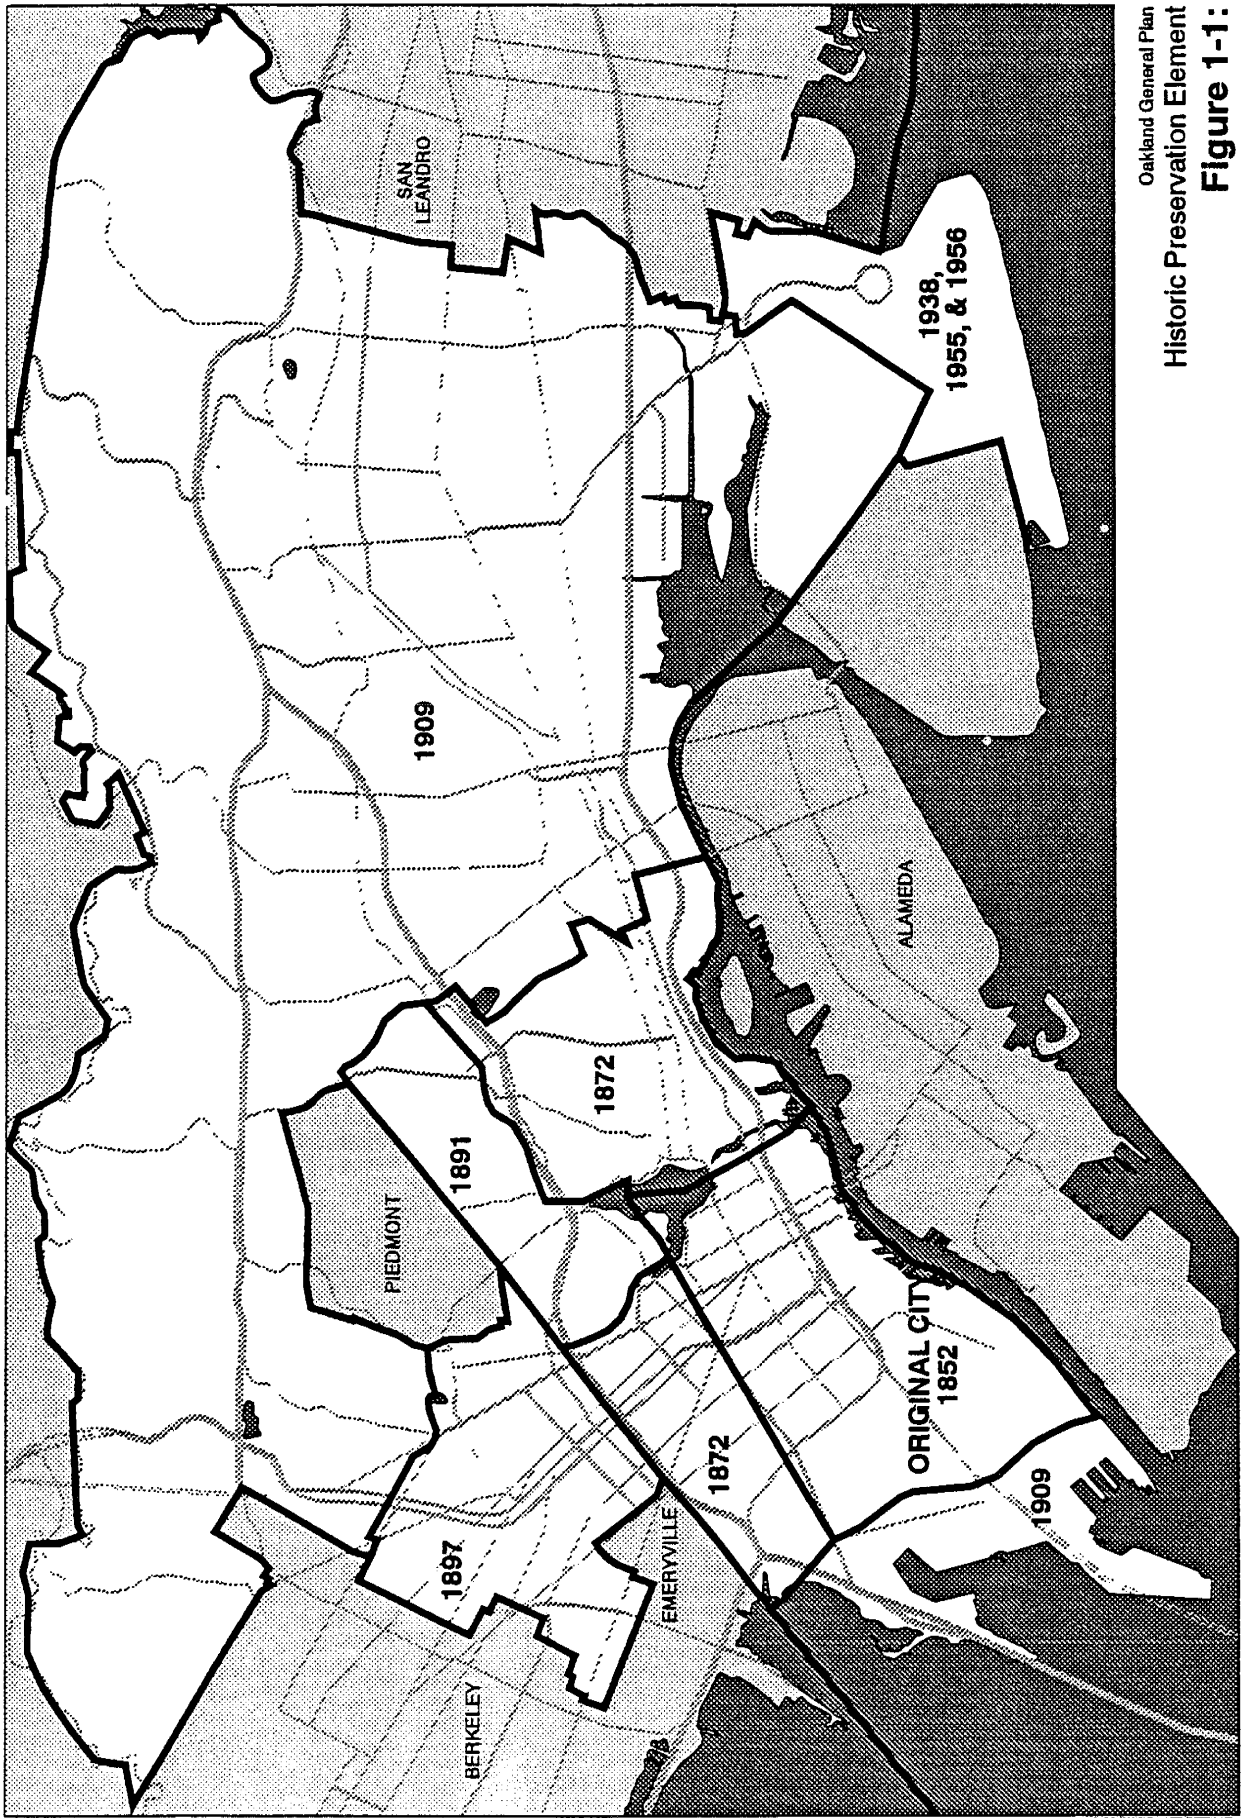 Oakland General Plan
Historic Preservation Element
Figure 1-1:
BERKELEY
EMERYVILLE
1897
PIEDMONT
1891
1872
1872
1909
ORIGINAL CITY
1852
1909
ALAMEDA
SAN
LEANDRO
1938,
1955, & 1956